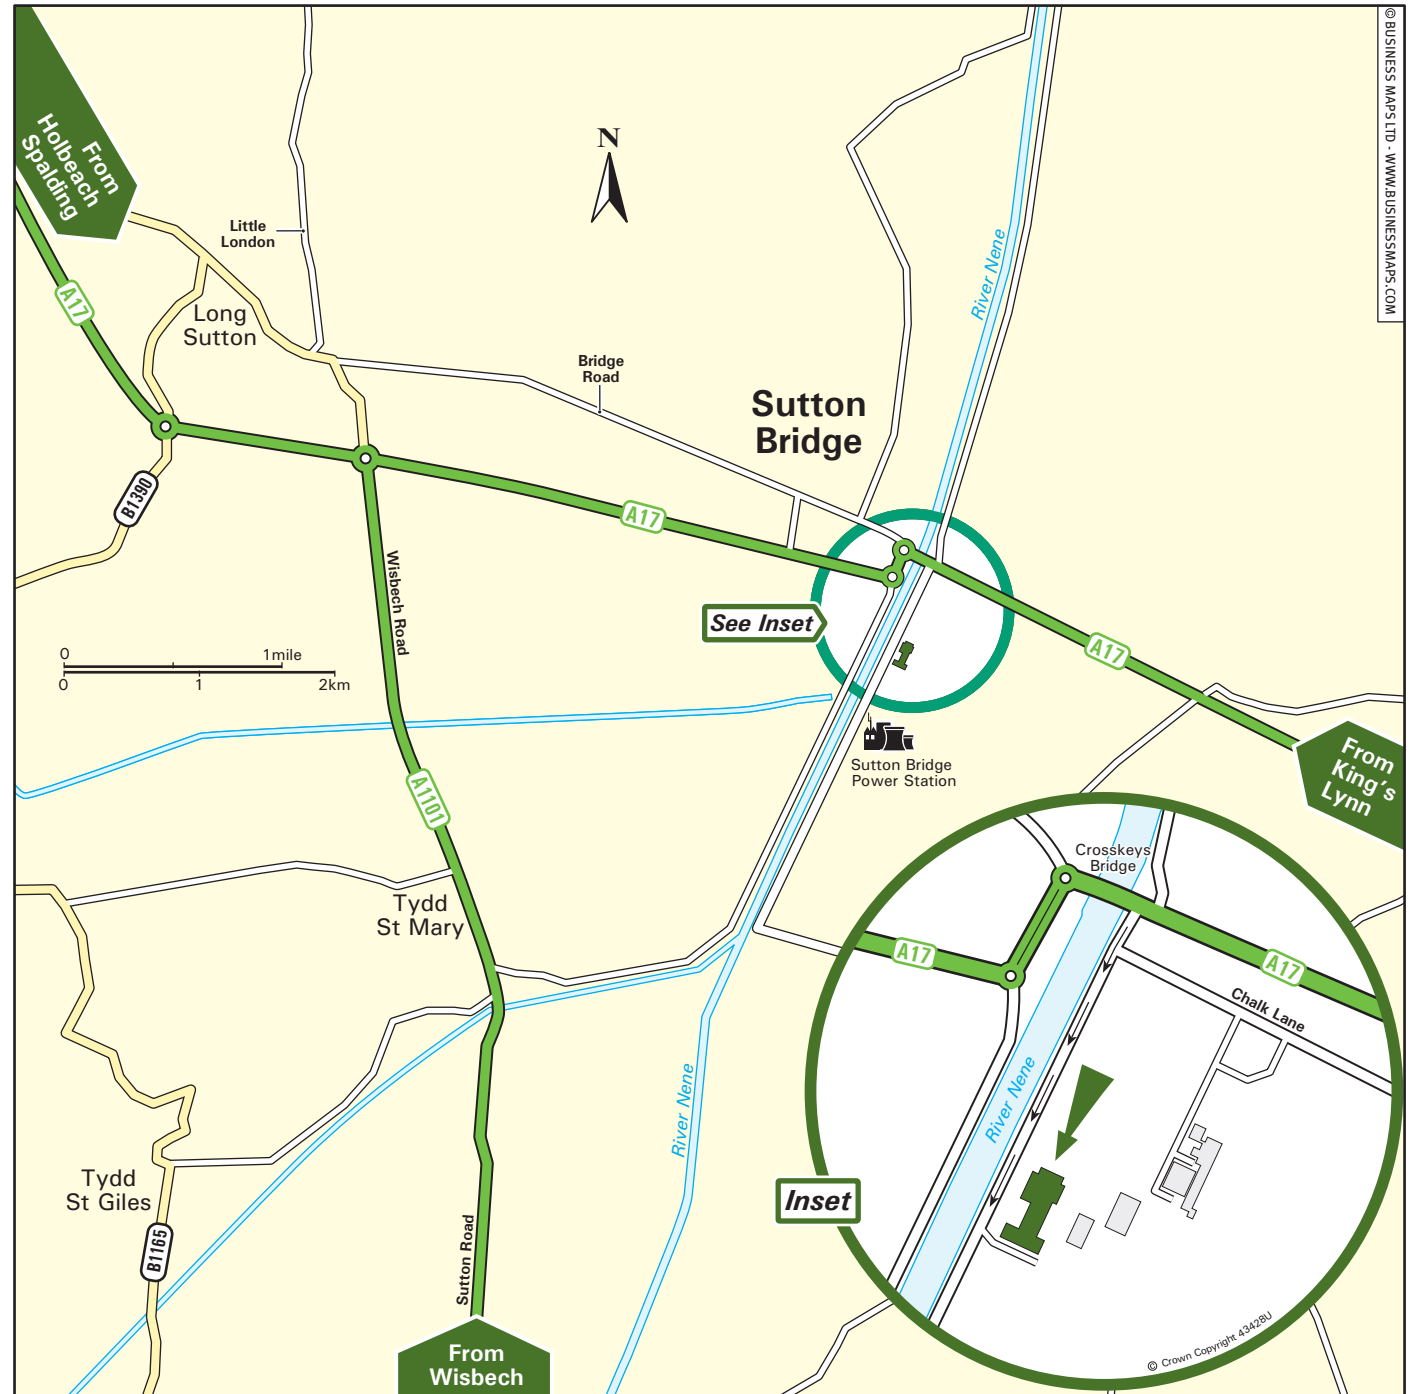 © BUSINESS MAPS LTD - WWW.BUSINESSMAPS.COM
From
Holbeach
Spalding
N
Little
London
A17
Long
Sutton
Bridge
Road
Sutton
Bridge
River Nene
B1390
A17
Wisbech Road
See Inset
A17
0
1mile
0
1
2km
Sutton Bridge
Power Station
From
King's
Lynn
A1101
Tydd
St Mary
Crosskeys
Bridge
A17
A17
Chalk Lane
River Nene
River Nene
Tydd
St Giles
Inset
B1165
Sutton Road
From
Wisbech
© Crown Copyright 43428U